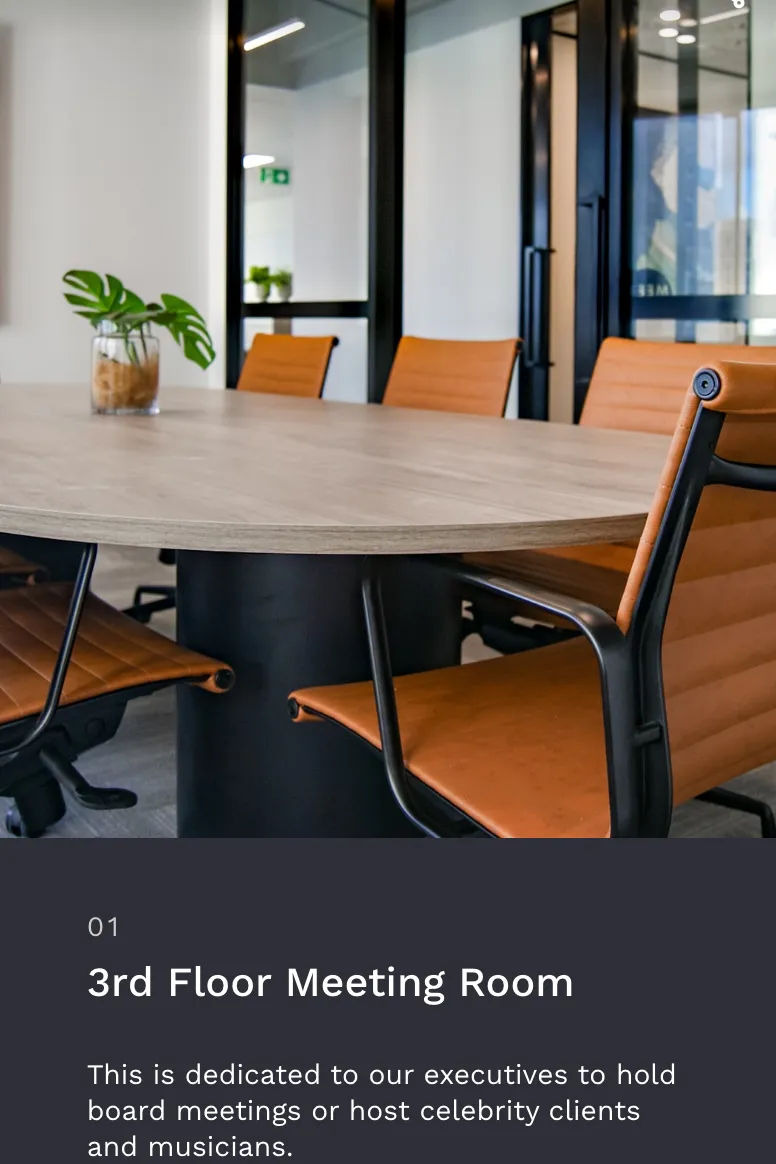 01
3rd Floor Meeting Room
This is dedicated to our executives to hold
board meetings or host celebrity clients
and musicians.